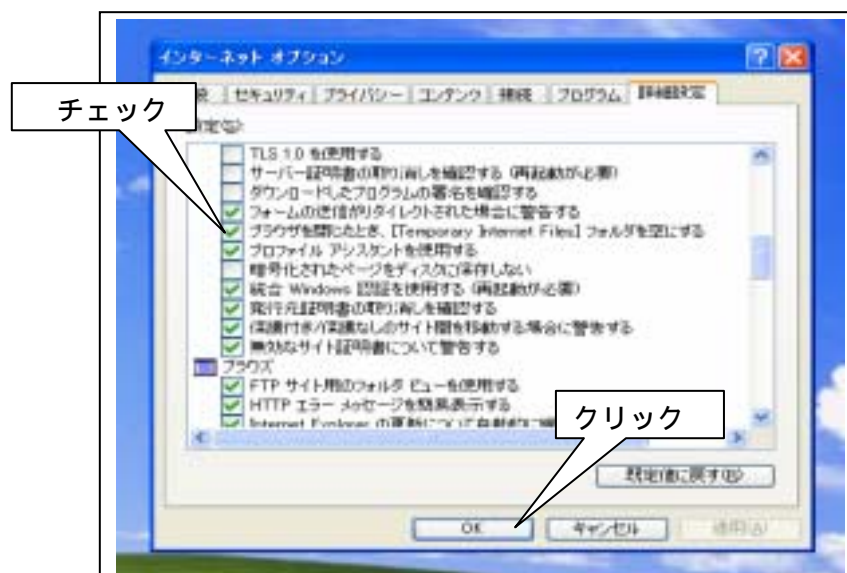 インターネット オプション
チェック
セキュリティ プライバシー コンテンツ 接続 プログラム 詳細設定
設定(S):
TLS 1.0 を使用する
サーバー証明書の取り消しを確認する (再起動が必要)
ダウンロードしたプログラムの署名を確認する
フォームの送信がリダイレクトされた場合に警告する
ブラウザを閉じたとき、[Temporary Internet Files] フォルダを空にする
プロファイル アシスタントを使用する
暗号化されたページをディスクに保存しない
統合 Windows 認証を使用する (再起動が必要)
発行元証明書の取り消しを確認する
保護付き/保護なしのサイト間を移動する場合に警告する
無効なサイト証明書について警告する
ブラウズ
FTP サイト用のフォルダ ビューを使用する
HTTP エラー メッセージを簡易表示する
Internet Explorer の更新について自動的に
クリック
既定値に戻す(R)
OK キャンセル 適用(A)